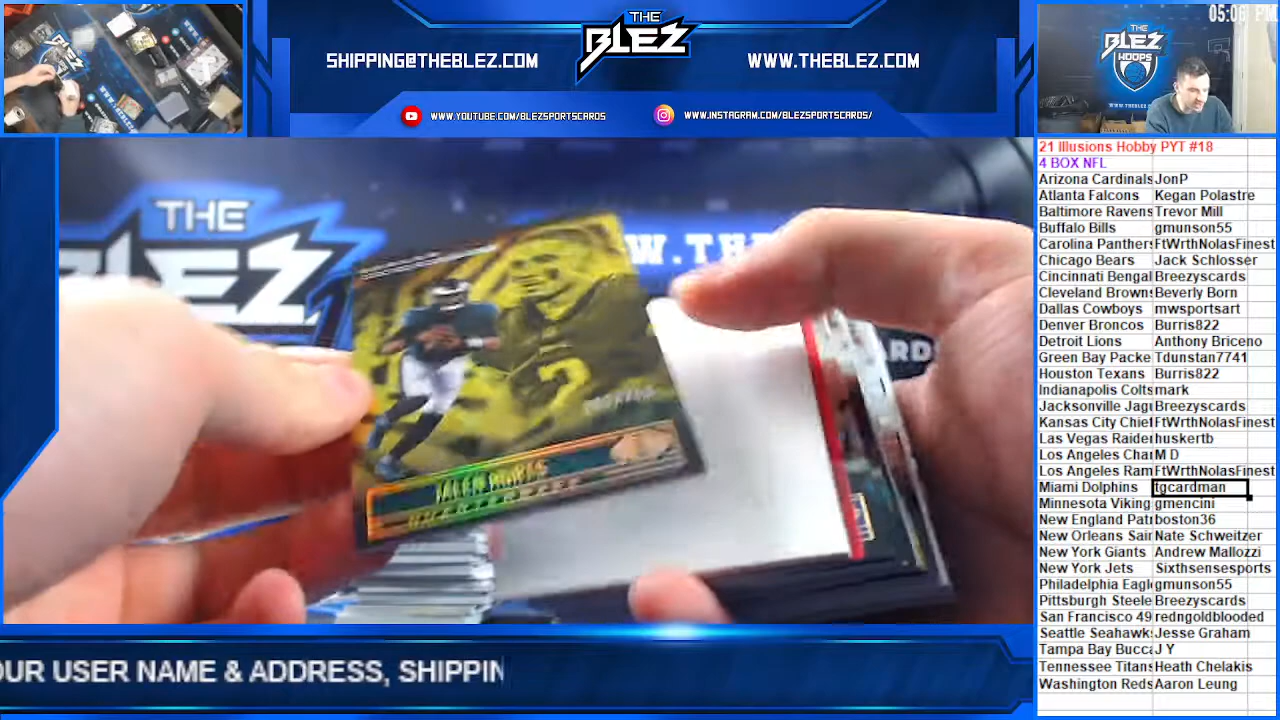 THE
BLEZ
SHIPPING@THEBLEZ.COM
WWW.THEBLEZ.COM
WWW.YOUTUBE.COM/BLEZSPORTSCARDS
WWW.INSTAGRAM.COM/BLEZSPORTSCARDS/
05:06 PM
THE
BLEZ
HOOPS
21 Illusions Hobby PYT #18
4 BOX NFL
Arizona Cardinals JonP
Atlanta Falcons Kegan Polastre
Baltimore Ravens Trevor Mill
Buffalo Bills gmunson55
Carolina Panthers FtWrthNolasFinest
Chicago Bears Jack Schlosser
Cincinnati Bengal Breezycards
Cleveland Browns Beverly Born
Dallas Cowboys mwsportsart
Denver Broncos Burris822
Detroit Lions Anthony Briceno
Green Bay Packe Tdunstan7741
Houston Texans Burris822
Indianapolis Colts mark
Jacksonville Jagu Breezyscards
Kansas City Chief FtWrthNolasFinest
Las Vegas Raider huskertb
Los Angeles Char M D
Los Angeles Ram FtWrthNolasFinest
Miami Dolphins tgcardman
Minnesota Viking gmencini
New England Patr boston36
New Orleans Sain Nate Schweitzer
New York Giants Andrew Mallozzi
New York Jets Sixthsensesports
Philadelphia Eagl gmunson55
Pittsburgh Steele Breezyscards
San Francisco 49 redngoldblooded
Seattle Seahawks Jesse Graham
Tampa Bay Bucca J Y
Tennessee Titans Heath Chelakis
Washington Reds Aaron Leung
THE
BLEZ
JALEN HURTS
QUARTERBACK
OUR USER NAME & ADDRESS, SHIPPIN